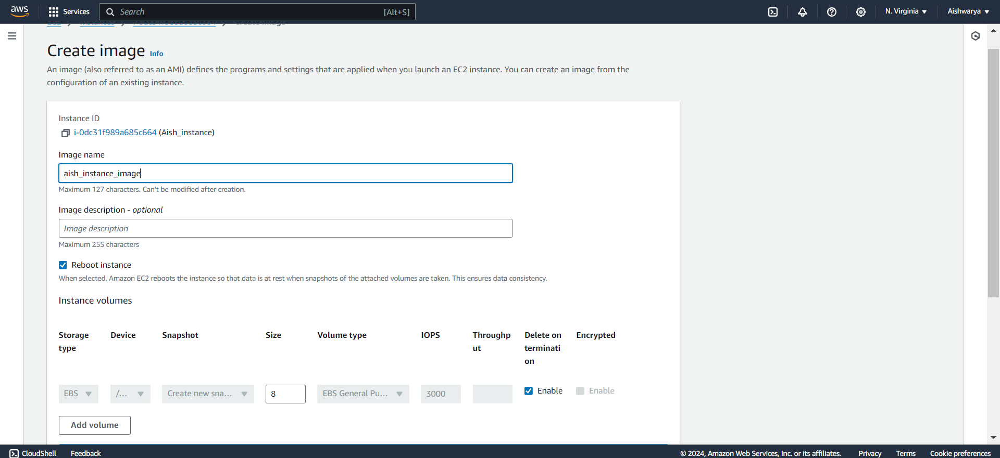 aws
Services
Search
[Alt+S]
N. Virginia
Aishwarya
Create image Info
An image (also referred to as an AMI) defines the programs and settings that are applied when you launch an EC2 instance. You can create an image from the
configuration of an existing instance.
Instance ID
i-0dc31f989a685c664 (Aish_instance)
Image name
aish_instance_image
Maximum 127 characters. Can't be modified after creation.
Image description - optional
Image description
Maximum 255 characters
Reboot instance
When selected, Amazon EC2 reboots the instance so that data is at rest when snapshots of the attached volumes are taken. This ensures data consistency.
Instance volumes
Storage
type
Device
Snapshot
Size
Volume type
IOPS
Throughp
ut
Delete on
terminati
on
Encrypted
EBS
/...
Create new sna...
8
EBS General Pu...
3000
Enable
Enable
Add volume
CloudShell
Feedback
© 2024, Amazon Web Services, Inc. or its affiliates.
Privacy
Terms
Cookie preferences